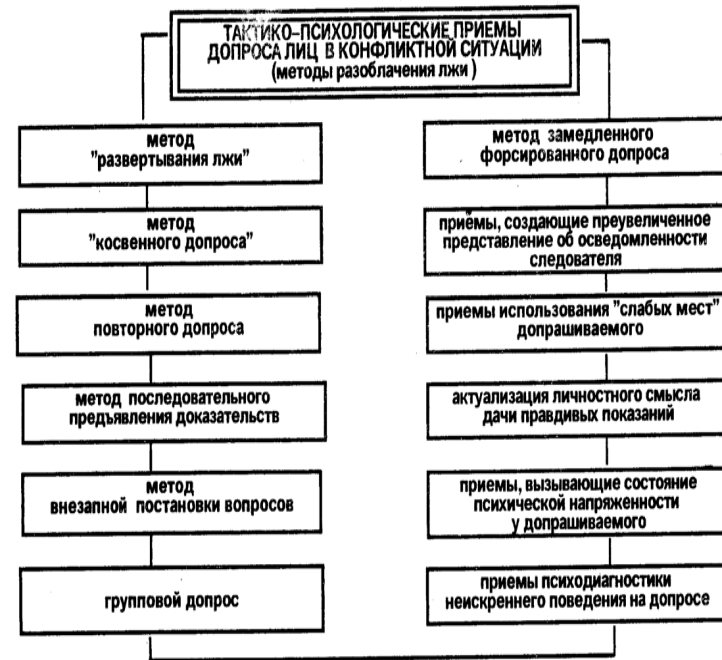 ТАКТИКО-ПСИХОЛОГИЧЕСКИЕ ПРИЕМЫ
ДОПРОСА ЛИЦ В КОНФЛИКТНОЙ СИТУАЦИИ
(методы разоблачения лжи)
метод
"развертывания лжи"
метод
"косвенного допроса"
метод
повторного допроса
метод последовательного
предъявления доказательств
метод
внезапной постановки вопросов
групповой допрос
метод замедленного
форсированного допроса
приёмы, создающие преувеличенное
представление об осведомленности
следователя
приемы использования "слабых мест"
допрашиваемого
актуализация личностного смысла
дачи правдивых показаний
приемы, вызывающие состояние
психической напряженности
у допрашиваемого
приемы психодиагностики
неискреннего поведения на допросе